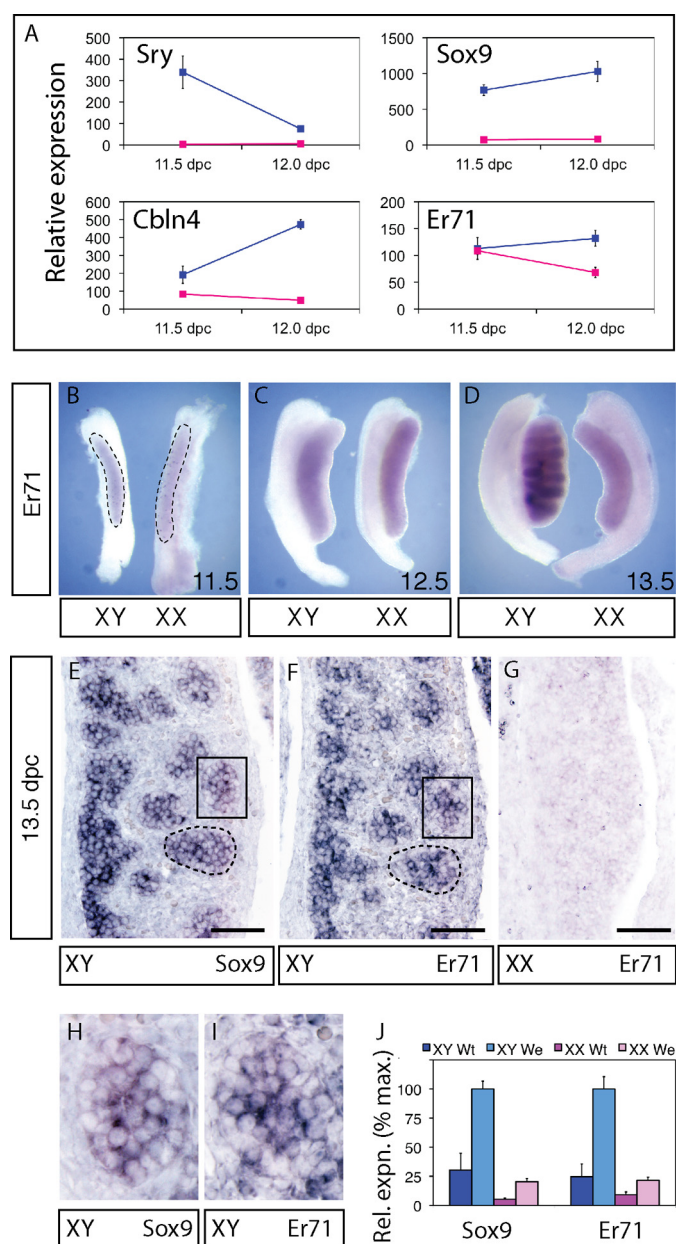 A
Relative expression
Sry
500
400
300
200
100
0
11.5 dpc 12.0 dpc
Sox9
1500
1000
500
0
11.5 dpc 12.0 dpc
Cbln4
600
500
400
300
200
100
0
11.5 dpc 12.0 dpc
Er71
200
150
100
50
0
11.5 dpc 12.0 dpc
Er71
B 11.5
C 12.5
D 13.5
XY XX
XY XX
XY XX
13.5 dpc
E
F
G
XY Sox9
XY Er71
XX Er71
H
I
XY Sox9
XY Er71
J
XY Wt XY We XX Wt XX We
Rel. expn. (% max.)
100
75
50
25
0
Sox9 Er71